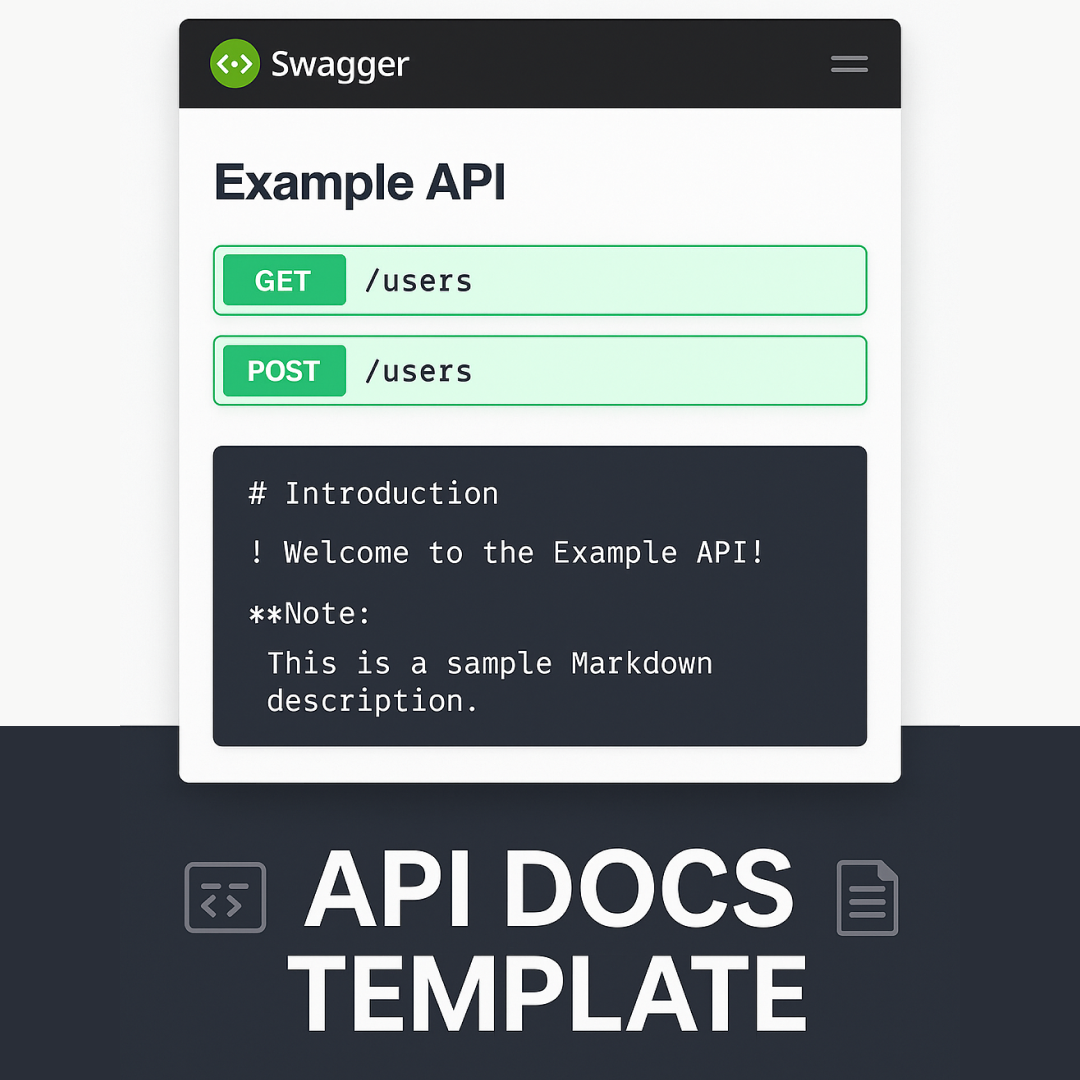 Swagger
Example API
GET /users
POST /users
# Introduction
! Welcome to the Example API!
**Note:
This is a sample Markdown
description.
API DOCS
TEMPLATE